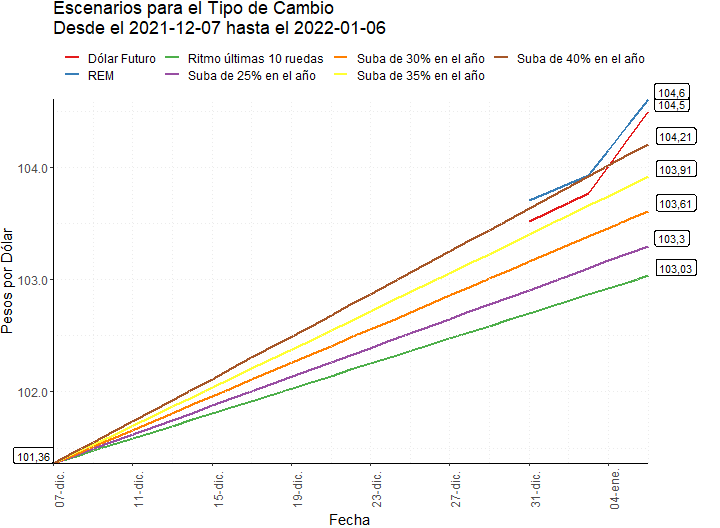 Escenarios para el Tipo de Cambio
Desde el 2021-12-07 hasta el 2022-01-06
Dólar Futuro
Ritmo últimas 10 ruedas
Suba de 30% en el año
Suba de 40% en el año
REM
Suba de 25% en el año
Suba de 35% en el año
104,6
104,5
104,21
103,91
103,61
103,3
103,03
101,36
104.0
103.0
102.0
Pesos por Dólar
07-dic.
11-dic.
15-dic.
19-dic.
23-dic.
27-dic.
31-dic.
04-ene.
Fecha